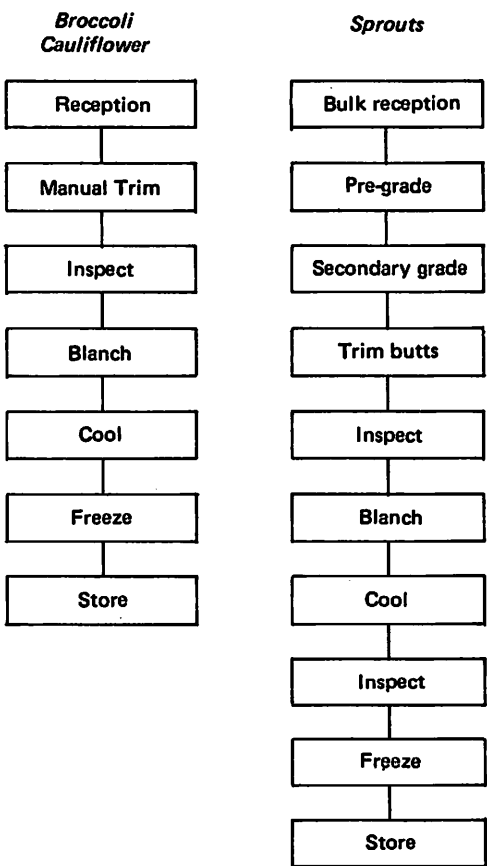 Broccoli
Cauliflower
Reception
Manual Trim
Inspect
Blanch
Cool
Freeze
Store
Sprouts
Bulk reception
Pre-grade
Secondary grade
Trim butts
Inspect
Blanch
Cool
Inspect
Freeze
Store